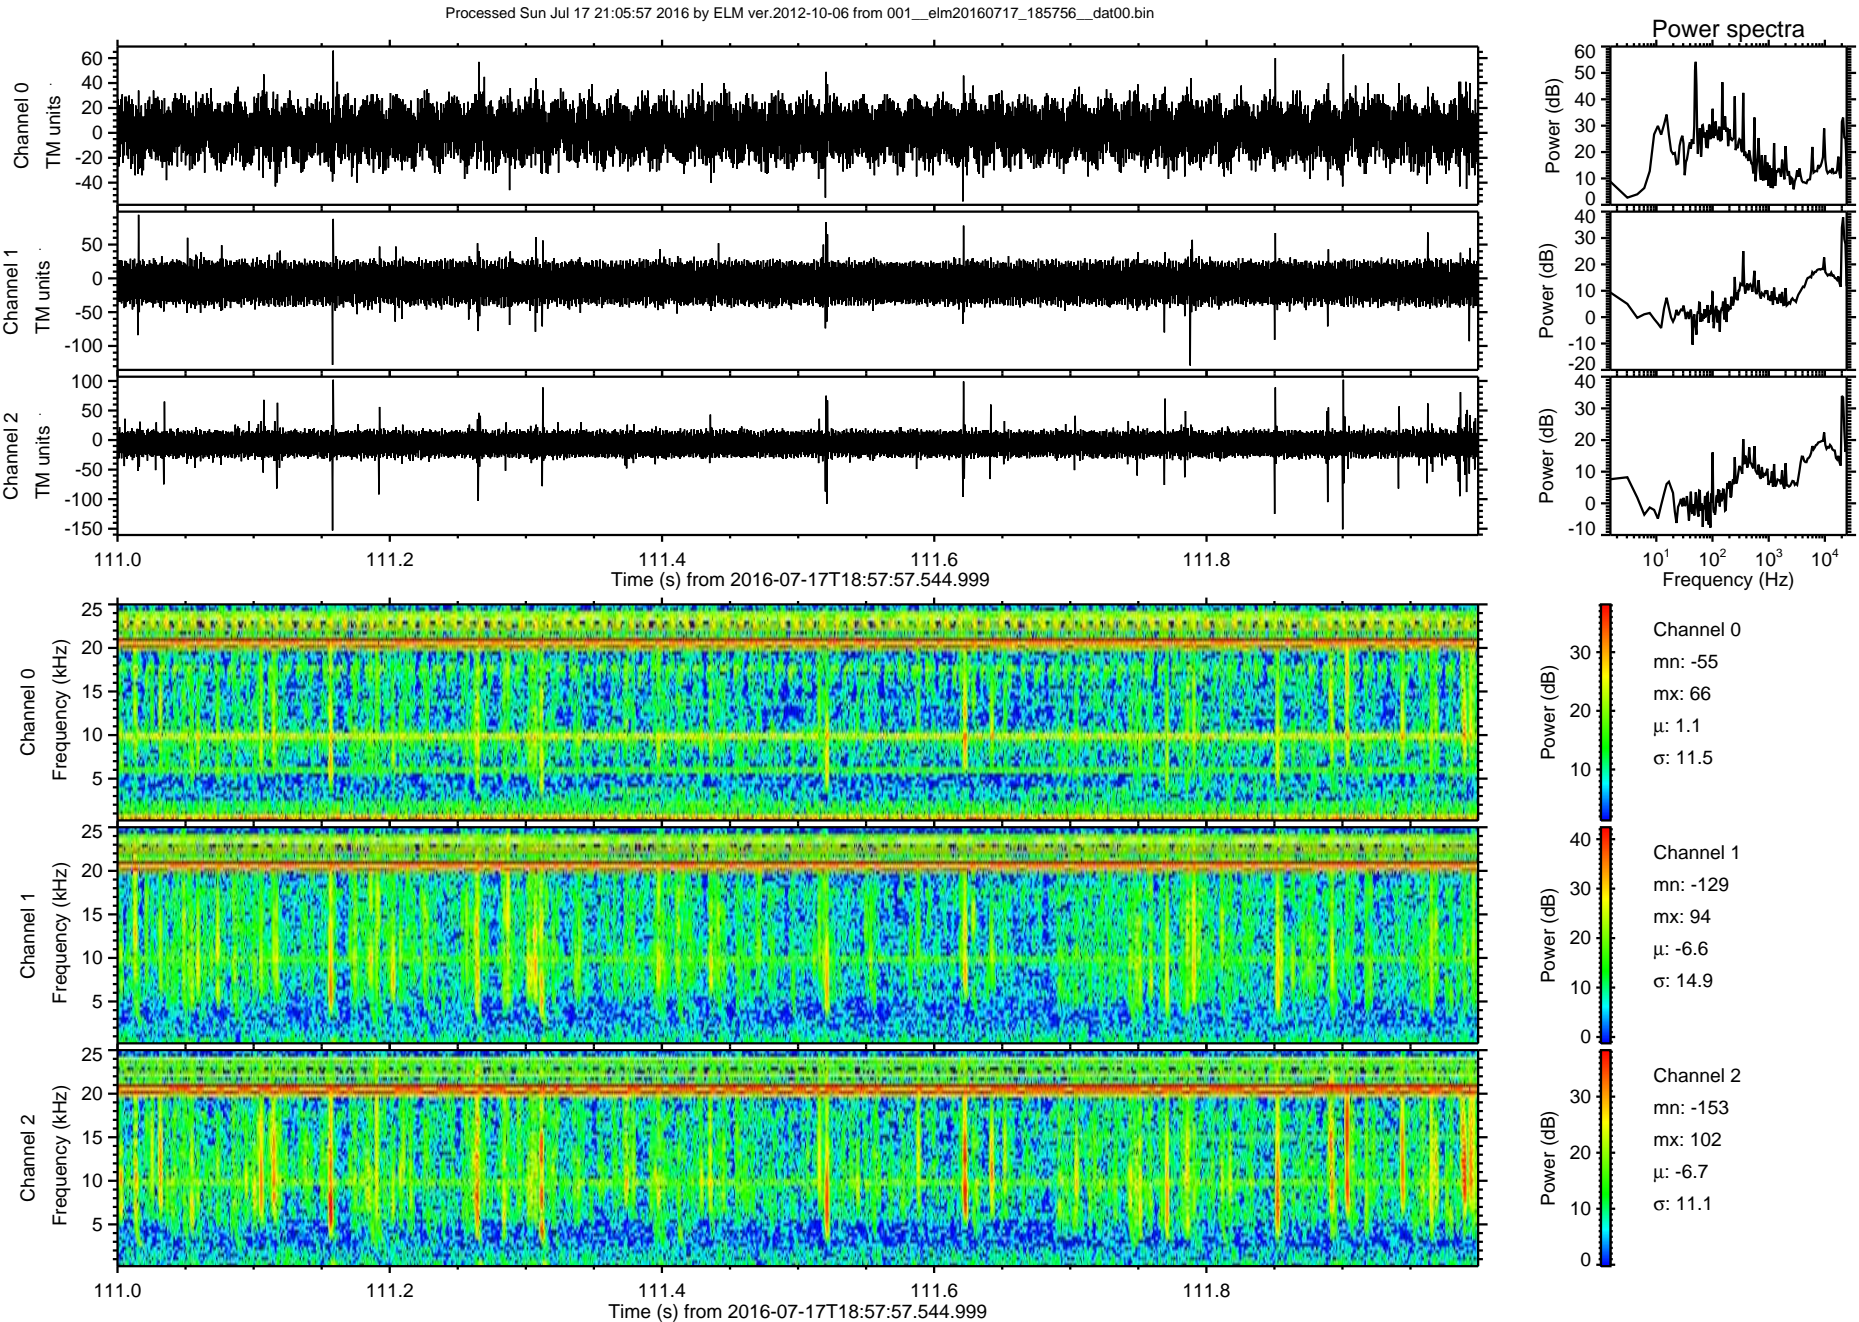 Processed Sun Jul 17 21:05:57 2016 by ELM ver.2012-10-06 from 001__elm20160717_185756__dat00.bin
Power spectra
Channel 0
TM units
60
40
20
0
-20
-40
Power (dB)
60
50
40
30
20
10
0
Channel 1
TM units
50
0
-50
-100
Power (dB)
40
30
20
10
0
-10
-20
Channel 2
TM units
100
50
0
-50
-100
-150
Power (dB)
40
30
20
10
0
-10
111.0 111.2 111.4 111.6 111.8
Time (s) from 2016-07-17T18:57:57.544.999
10^1 10^2 10^3 10^4
Frequency (Hz)
Channel 0
Frequency (kHz)
25
20
15
10
5
Power (dB)
30
20
10
Channel 0
mn: -55
mx: 66
µ: 1.1
σ: 11.5
Channel 1
Frequency (kHz)
25
20
15
10
5
Power (dB)
40
30
20
10
0
Channel 1
mn: -129
mx: 94
µ: -6.6
σ: 14.9
Channel 2
Frequency (kHz)
25
20
15
10
5
Power (dB)
30
20
10
0
Channel 2
mn: -153
mx: 102
µ: -6.7
σ: 11.1
111.0 111.2 111.4 111.6 111.8
Time (s) from 2016-07-17T18:57:57.544.999